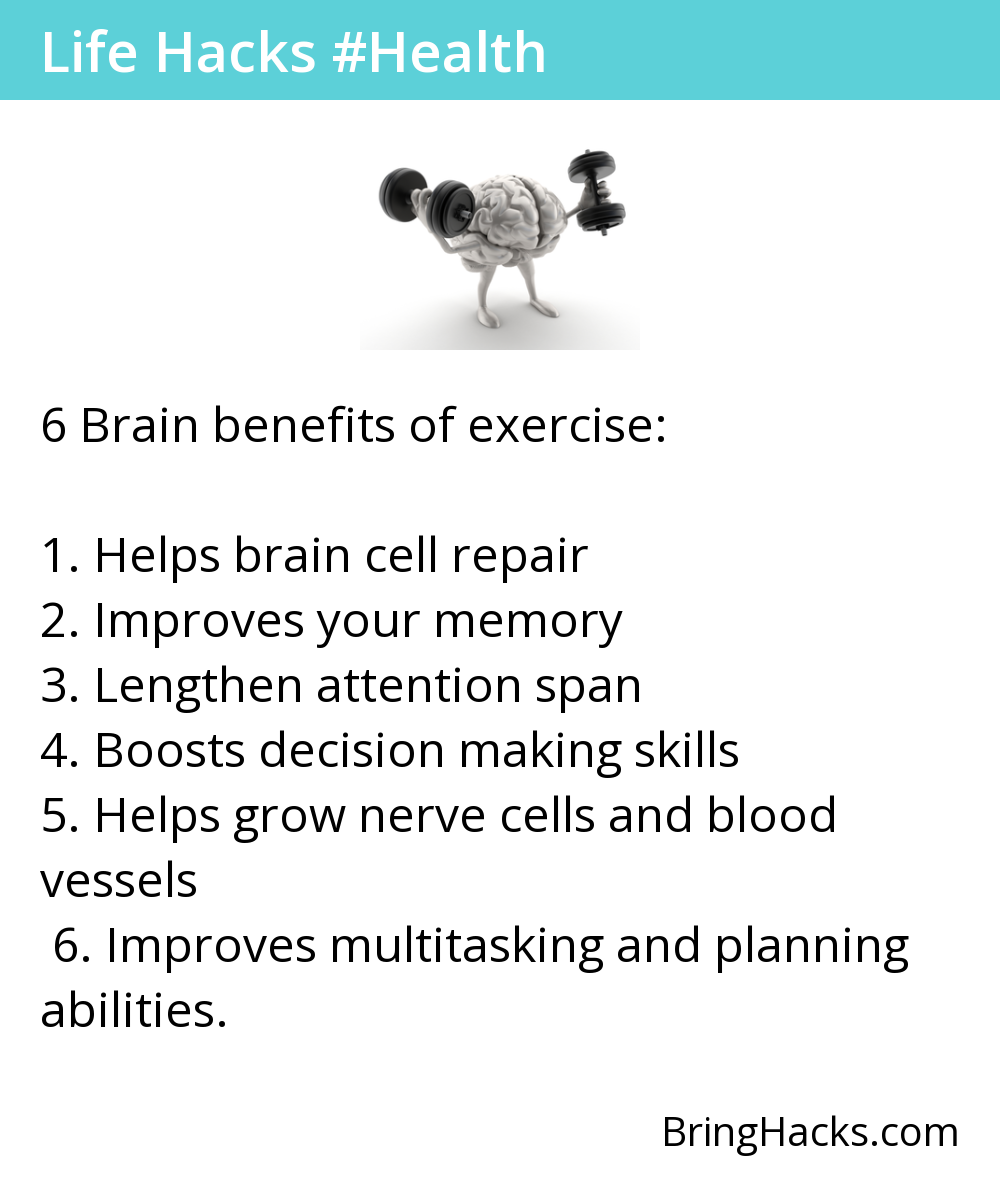 Life Hacks #Health
6 Brain benefits of exercise:
1. Helps brain cell repair
2. Improves your memory
3. Lengthen attention span
4. Boosts decision making skills
5. Helps grow nerve cells and blood
vessels
6. Improves multitasking and planning
abilities.
BringHacks.com